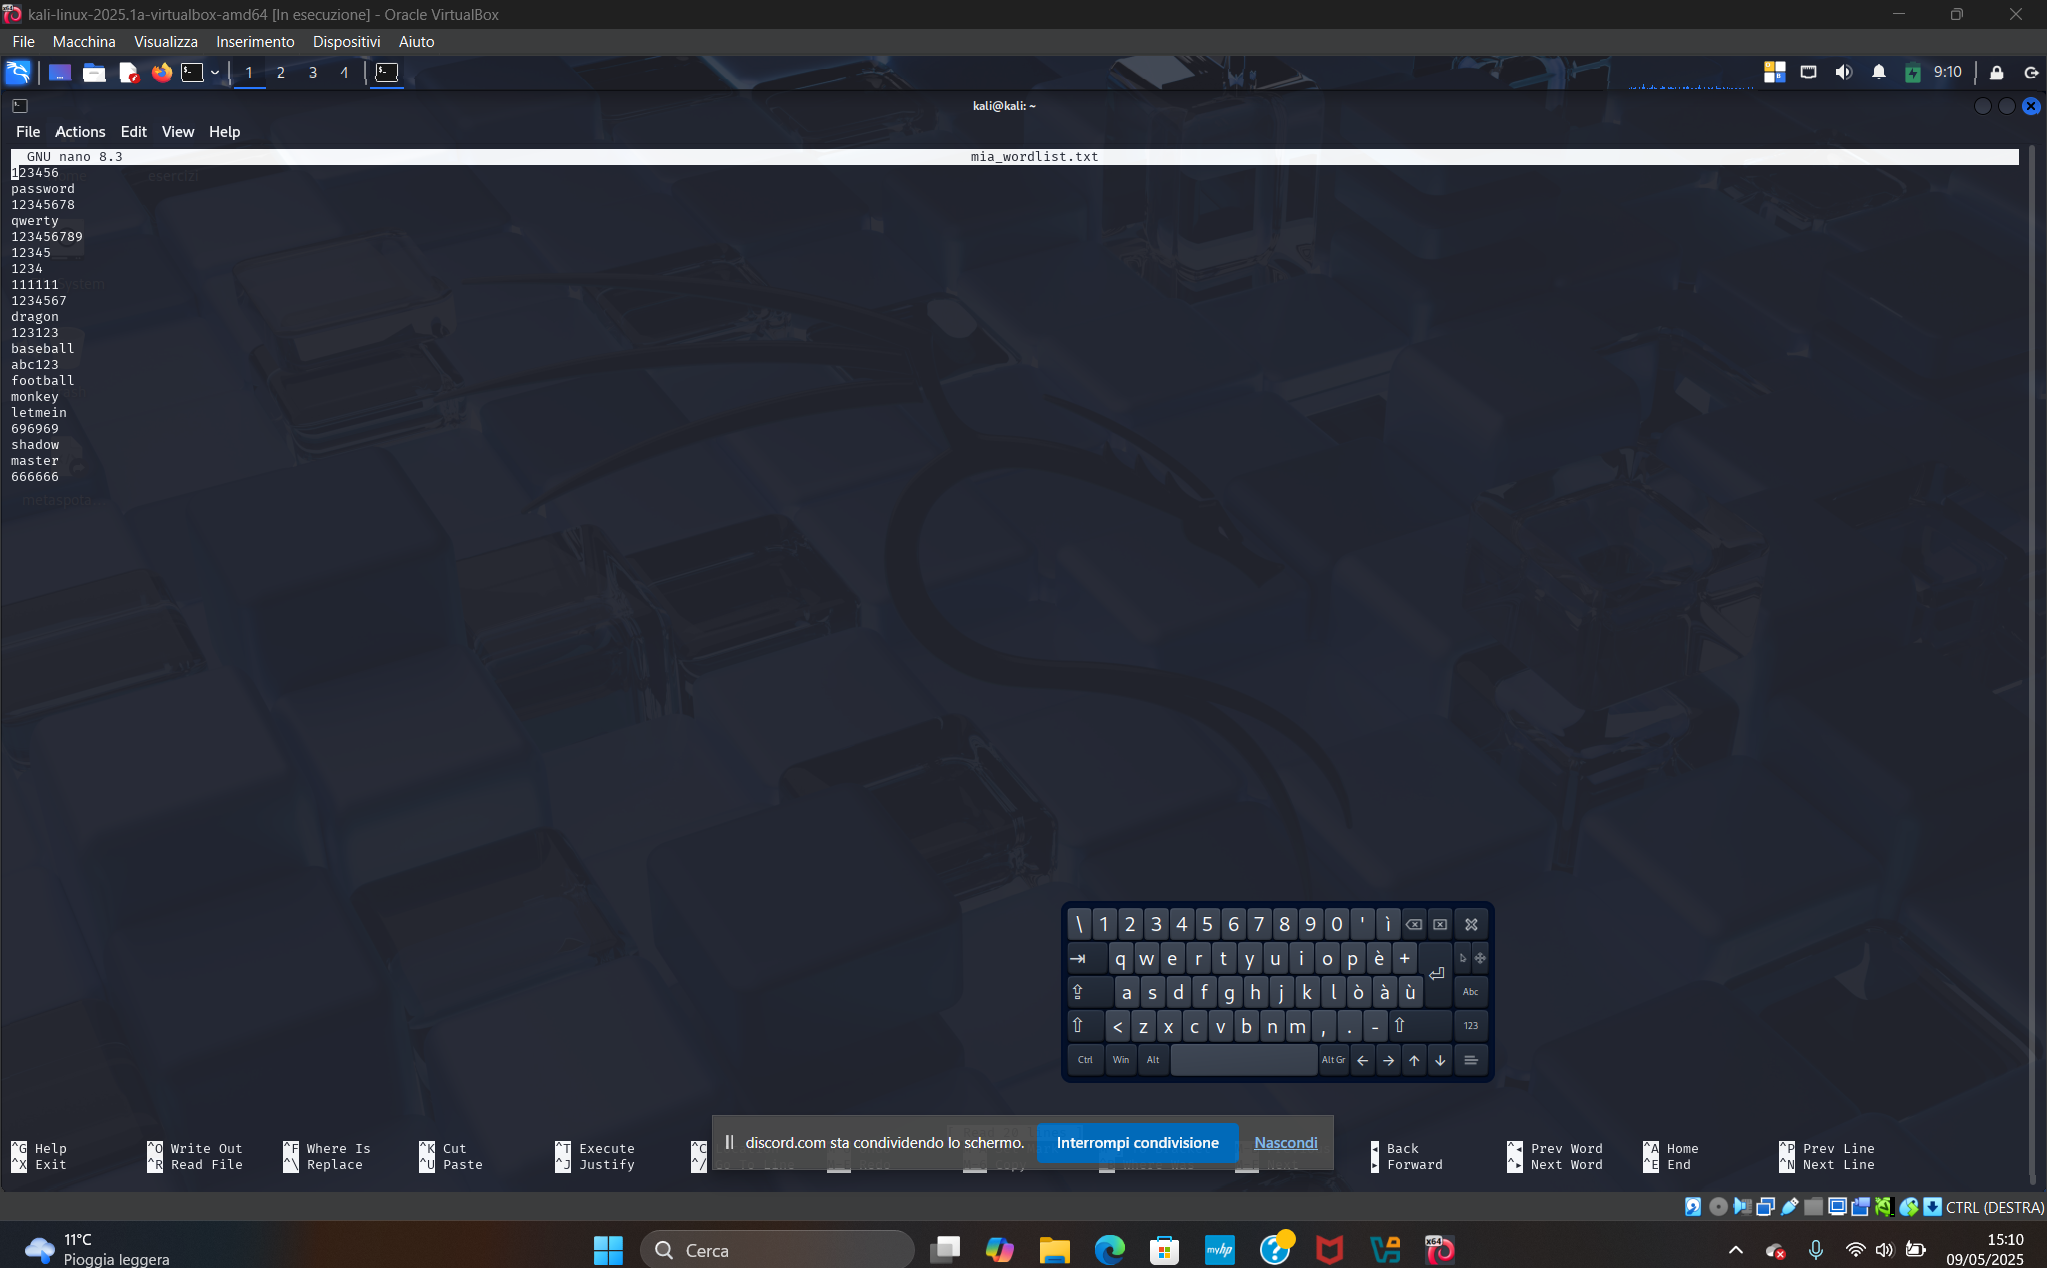 kali-linux-2025.1a-virtualbox-amd64 [In esecuzione] - Oracle VirtualBox
File Macchina Visualizza Inserimento Dispositivi Aiuto
1 2 3 4
9:10
kali@kali: ~
File Actions Edit View Help
GNU nano 8.3 mia_wordlist.txt
123456
esercizi
password
12345678
qwerty
123456789
12345
1234
111111
System
1234567
dragon
123123
baseball
abc123
football
monkey
letmein
696969
shadow
master
666666
metaspota
\ 1 2 3 4 5 6 7 8 9 0 ' ì
q w e r t y u i o p è +
a s d f g h j k l ò à ù Abc
< z x c v b n m , . - 123
Ctrl Win Alt Alt Gr
discord.com sta condividendo lo schermo. Interrompi condivisione Nascondi
^G Help ^O Write Out ^F Where Is ^K Cut ^T Execute ^C Back Prev Word ^A Home ^P Prev Line
^X Exit ^R Read File ^\ Replace ^U Paste ^J Justify ^/ Forward Next Word ^E End ^N Next Line
CTRL (DESTRA)
11°C
Pioggia leggera
Cerca
myhp
x64
15:10
09/05/2025